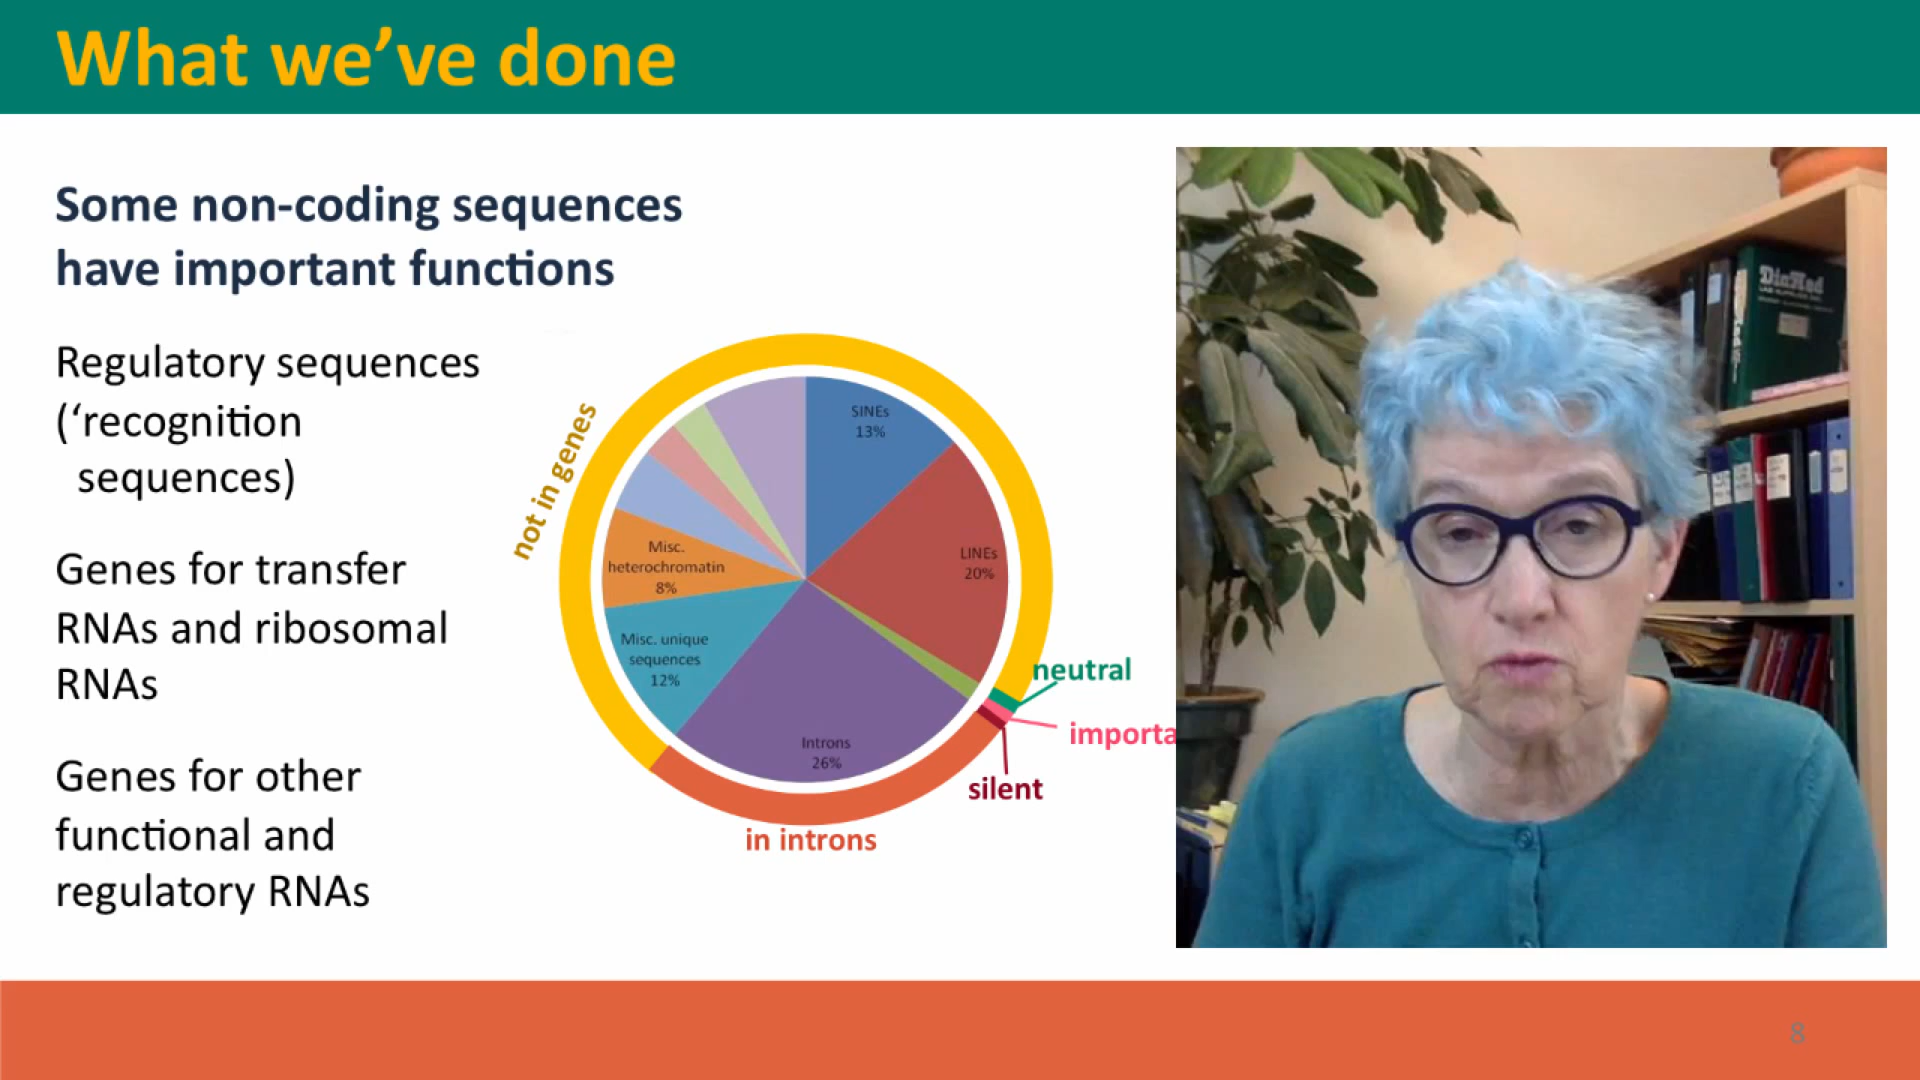 What we’ve done
Some non-coding sequences
have important functions
Regulatory sequences
(‘recognition
sequences)
Genes for transfer
RNAs and ribosomal
RNAs
Genes for other
functional and
regulatory RNAs
not in genes
SINEs
13%
LINEs
20%
Misc.
heterochromatin
8%
Misc. unique
sequences
12%
Introns
26%
neutral
importa
silent
in introns
DiaMed
8